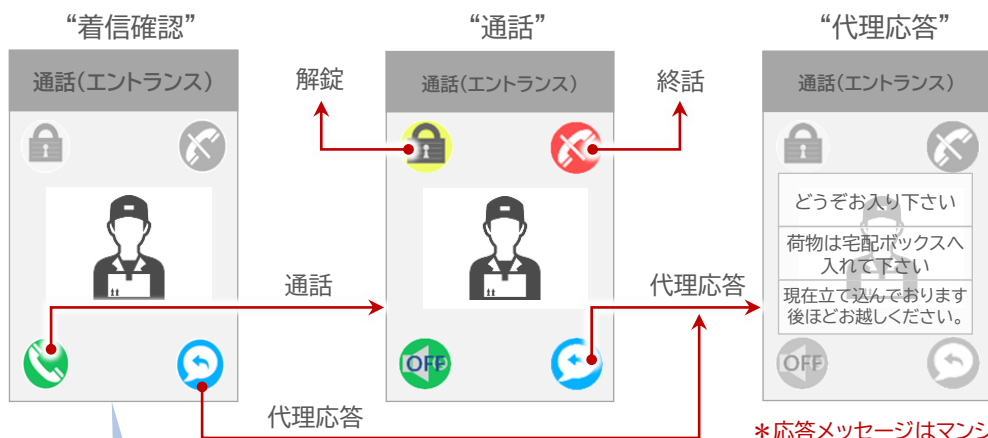 “着信確認”
“通話”
“代理応答”
通話(エントランス)
解錠
通話(エントランス)
終話
通話(エントランス)
どうぞお入り下さい
荷物は宅配ボックスへ
入れて下さい
現在立て込んでおります
後ほどお越しください。
通話
代理応答
OFF
OFF
代理応答
＊応答メッセージはマンシ